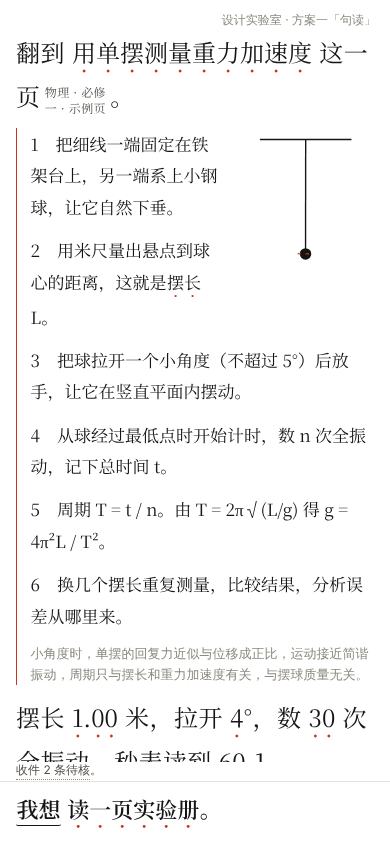 设计实验室 · 方案一「句读」
翻到 用单摆测量重力加速度 这一
页 物理 · 必修一 · 示例页 。
1 把细线一端固定在铁
架台上，另一端系上小钢
球，让它自然下垂。
2 用米尺量出悬点到球
心的距离，这就是摆长
L。
3 把球拉开一个小角度（不超过 5°）后放
手，让它在竖直平面内摆动。
4 从球经过最低点时开始计时，数 n 次全振
动，记下总时间 t。
5 周期 T = t / n。由 T = 2π√(L/g) 得 g =
4π²L / T²。
6 换几个摆长重复测量，比较结果，分析误
差从哪里来。
小角度时，单摆的回复力近似与位移成正比，运动接近简谐
振动，周期只与摆长和重力加速度有关，与摆球质量无关。
摆长 1.00 米，拉开 4°，数 30 次
全振动，秒表读到 60.1
收件 2 条待核。
我想 读一页实验册。